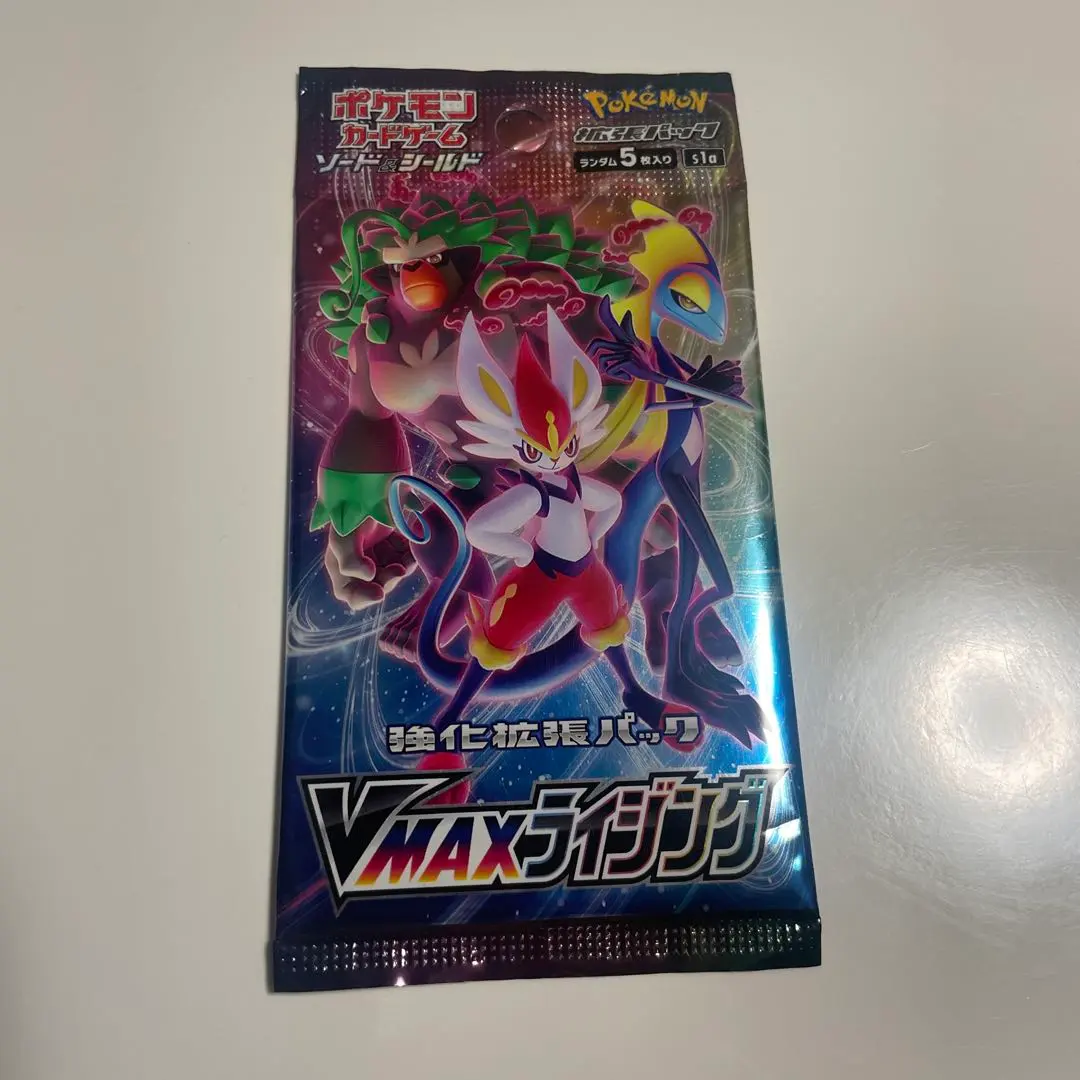 ポケモン
カードゲーム
ソード&シールド
POKÉMON
拡張パック
ランダム5枚入り
S1a
強化拡張パック
VMAXライジング